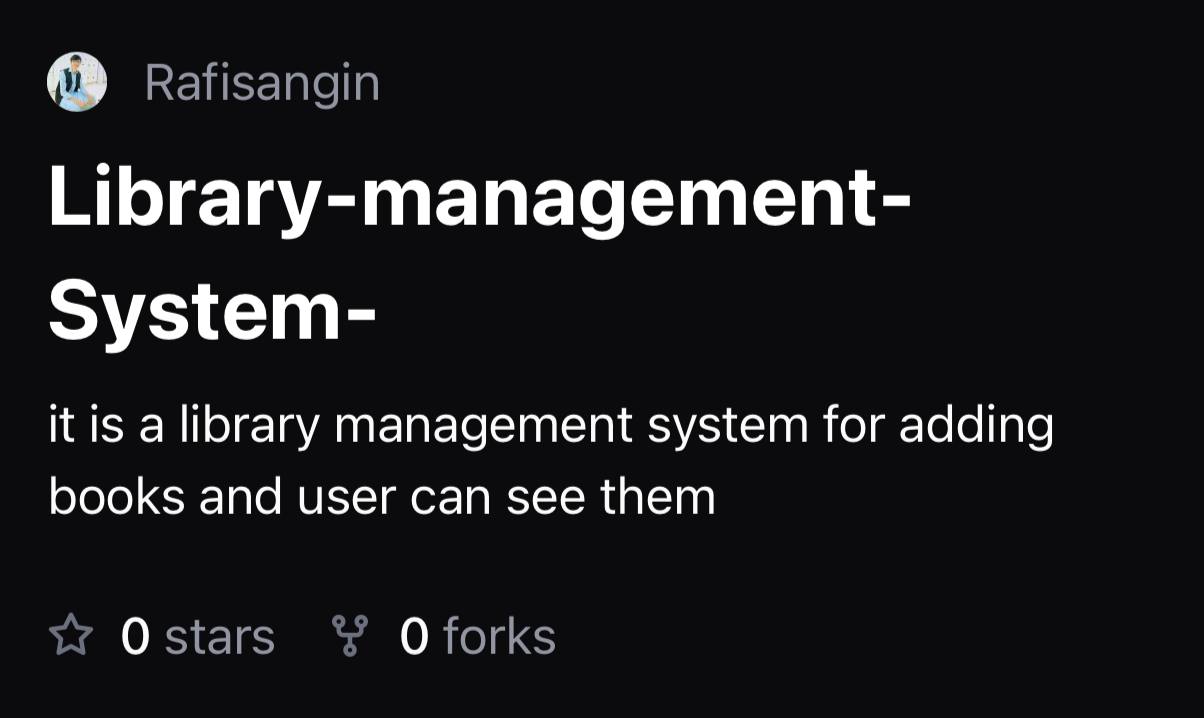 Rafisangin
Library-management-
System-
it is a library management system for adding
books and user can see them
0 stars 0 forks